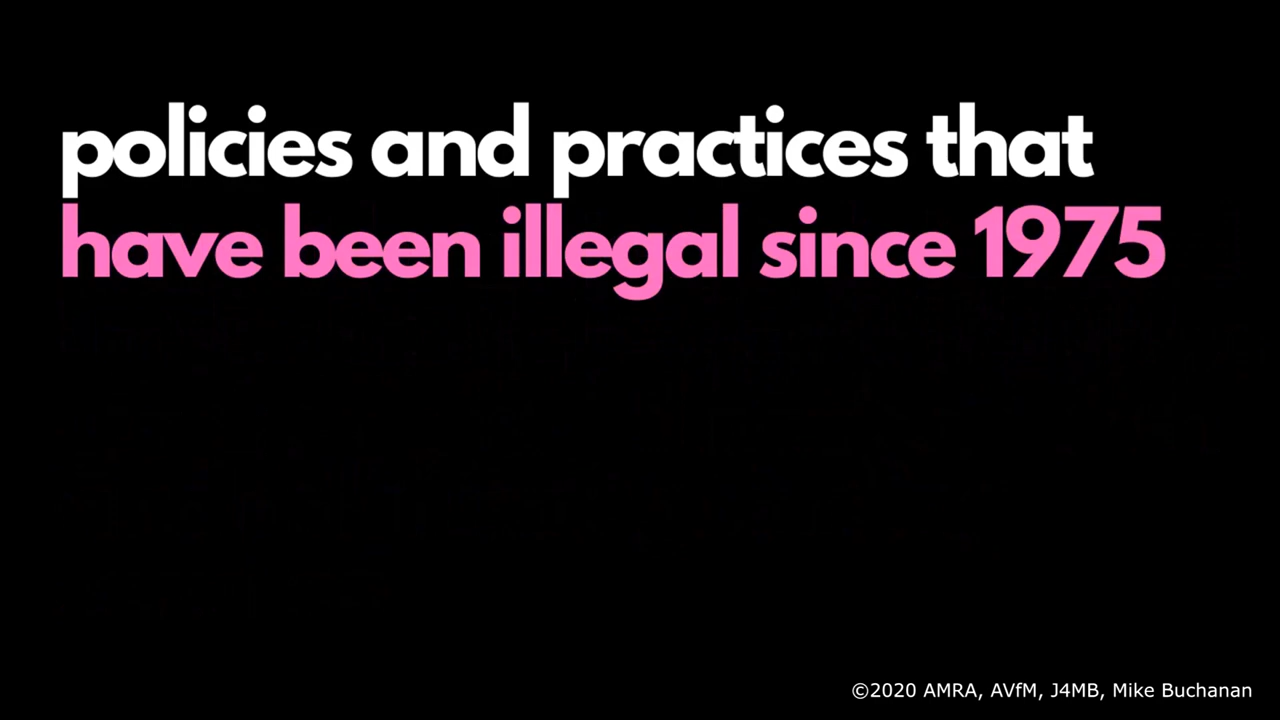 policies and practices that
have been illegal since 1975
©2020 AMRA, AVfM, J4MB, Mike Buchanan